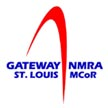 GATEWAY NMRA
ST. LOUIS MCoR